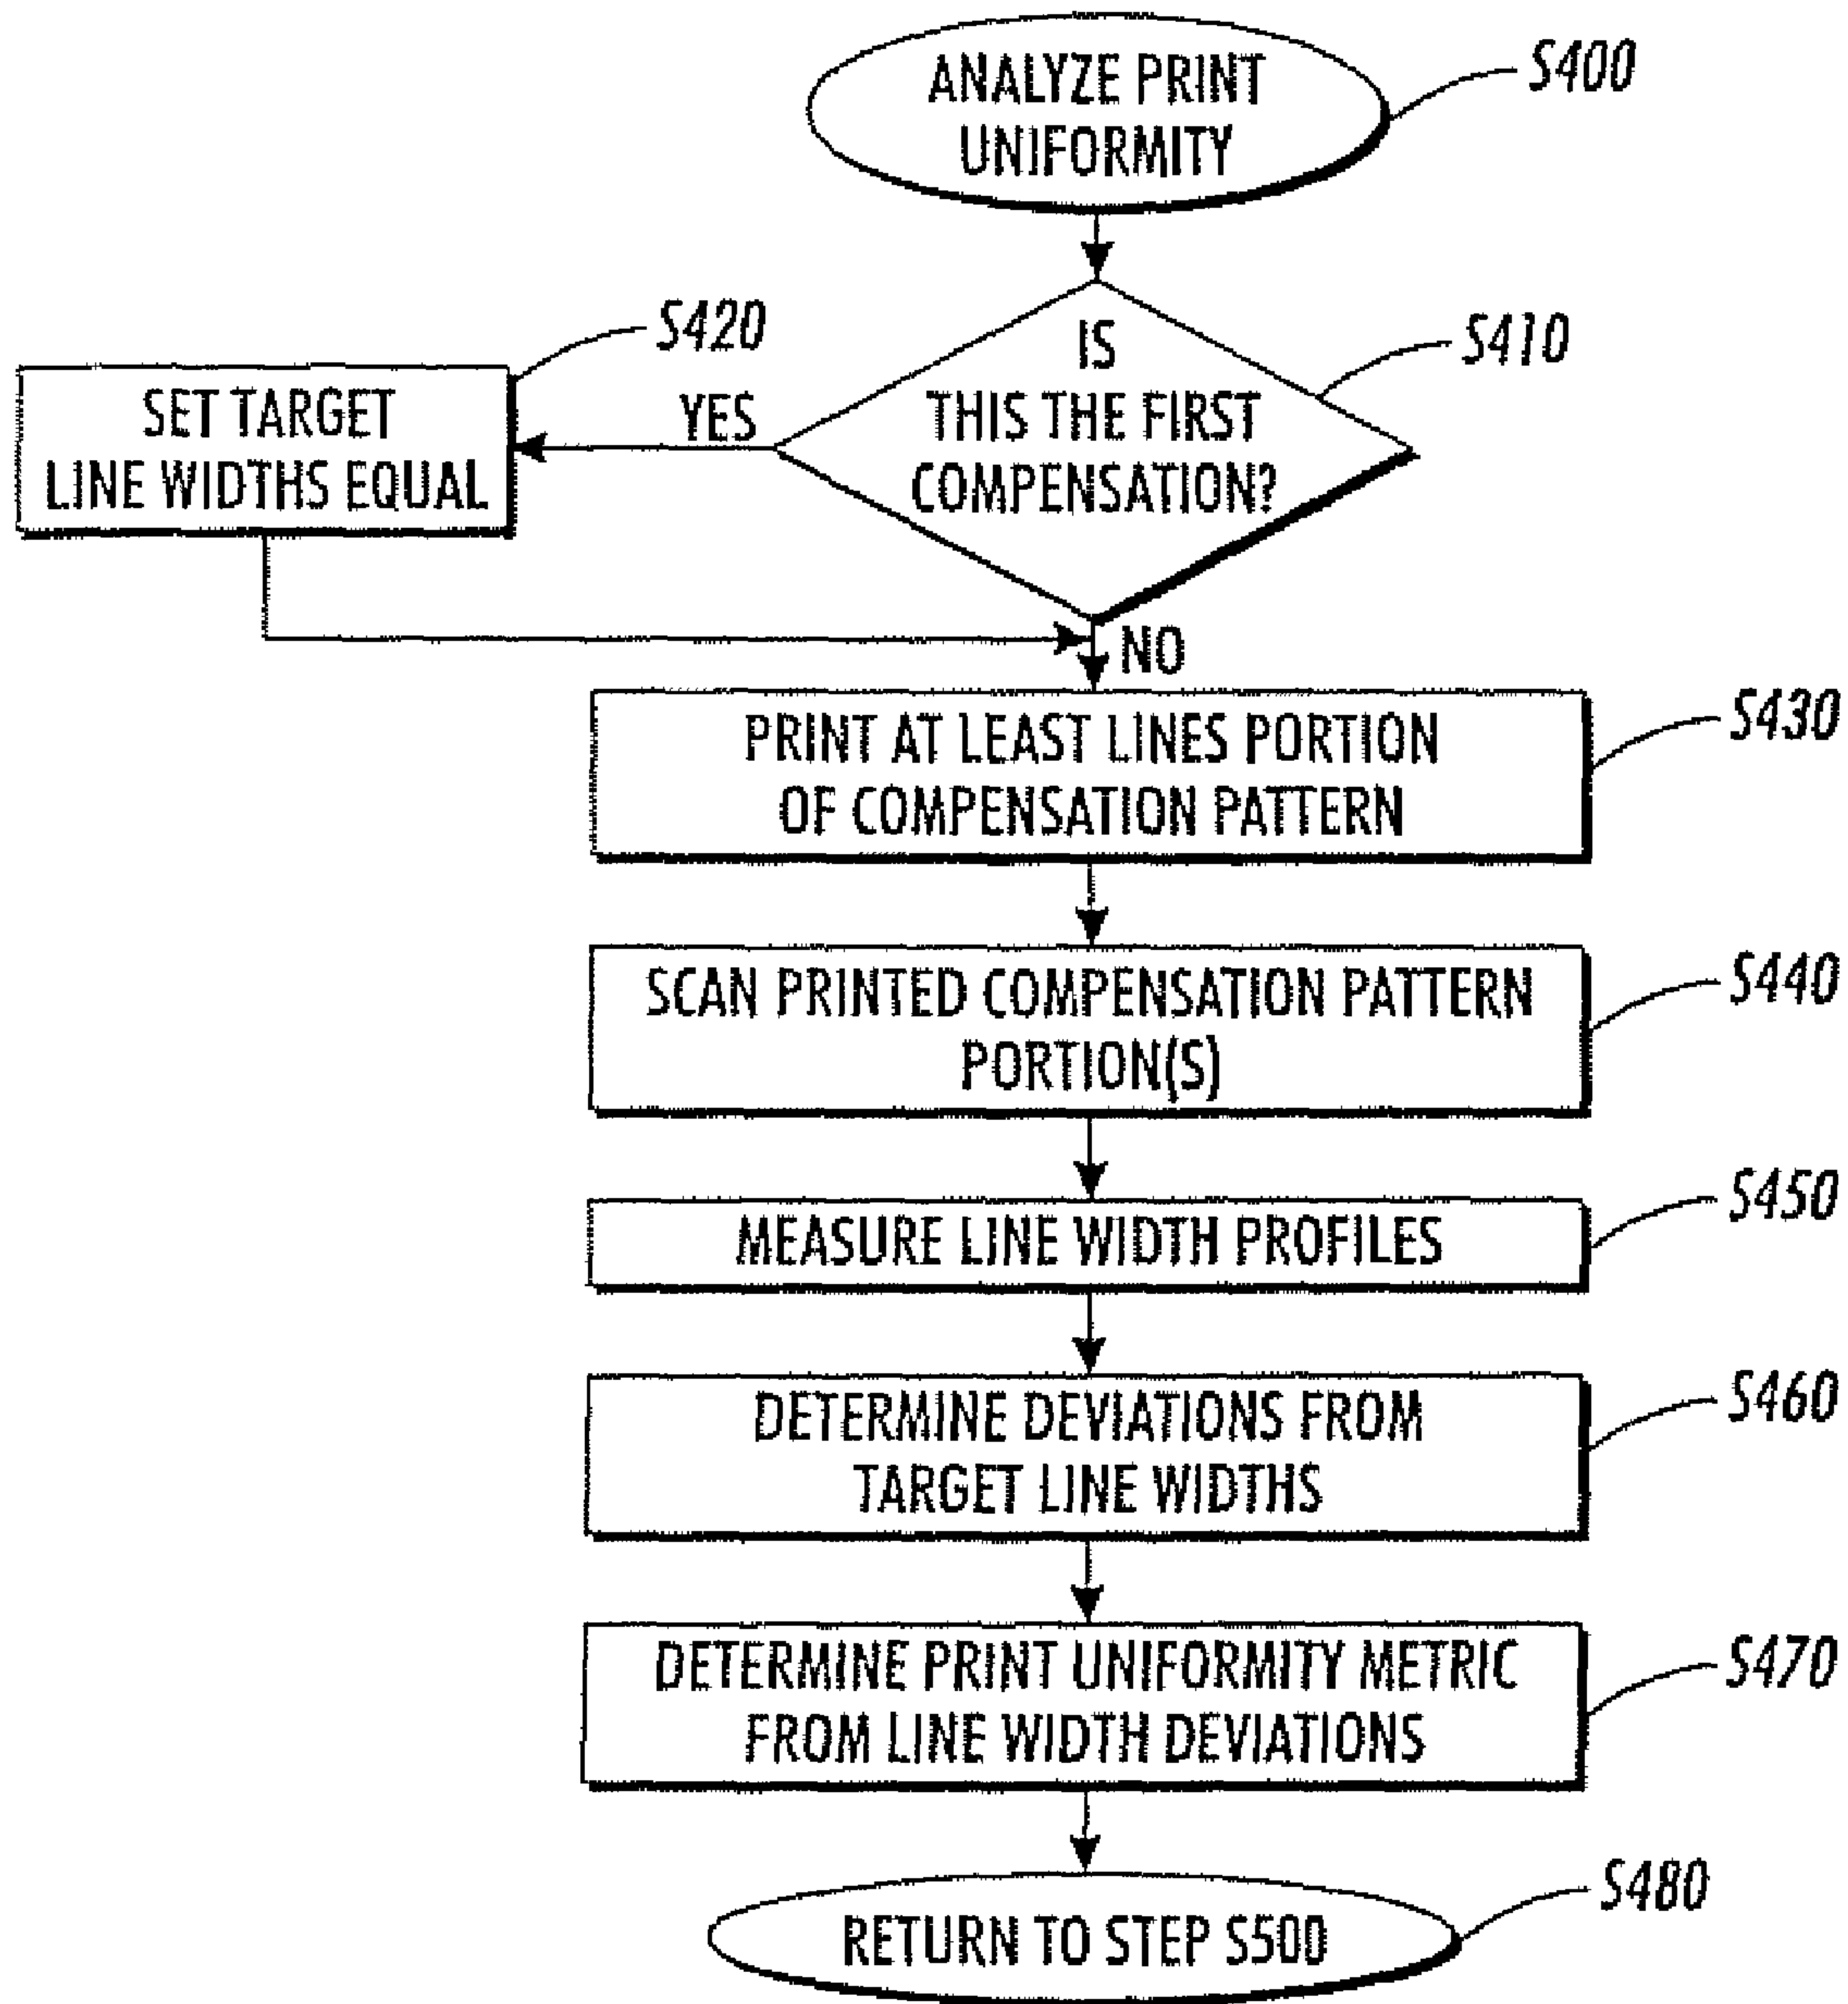 ANALYZE PRINT
UNIFORMITY
S400
IS
THIS THE FIRST
COMPENSATION?
S410
YES
S420
SET TARGET
LINE WIDTHS EQUAL
NO
PRINT AT LEAST LINES PORTION
OF COMPENSATION PATTERN
S430
SCAN PRINTED COMPENSATION PATTERN
PORTION(S)
S440
MEASURE LINE WIDTH PROFILES
S450
DETERMINE DEVIATIONS FROM
TARGET LINE WIDTHS
S460
DETERMINE PRINT UNIFORMITY METRIC
FROM LINE WIDTH DEVIATIONS
S470
RETURN TO STEP S500
S480